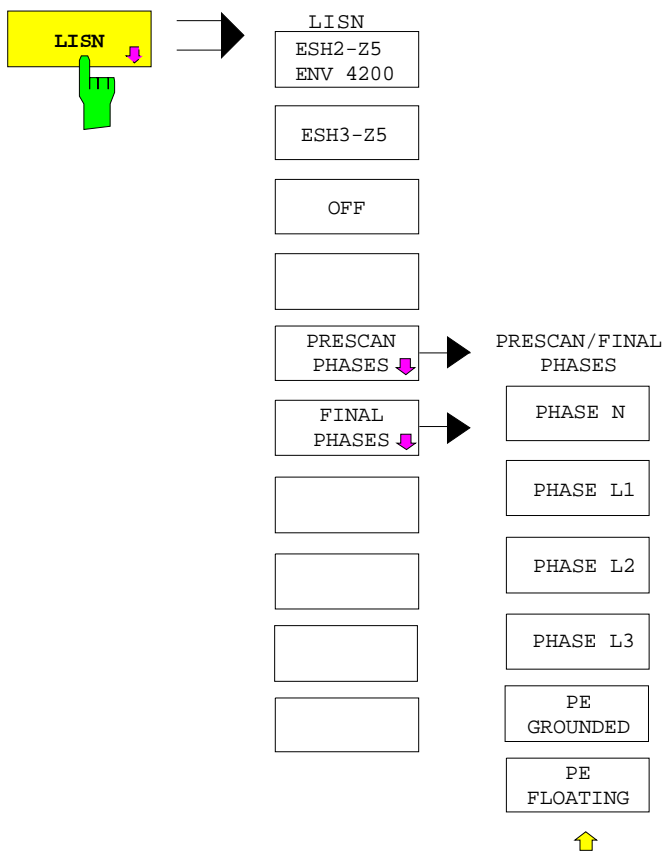 LISN
LISN
ESH2-Z5
ENV 4200
ESH3-Z5
OFF
PRESCAN
PHASES
FINAL
PHASES
PRESCAN/FINAL
PHASES
PHASE N
PHASE L1
PHASE L2
PHASE L3
PE
GROUNDED
PE
FLOATING